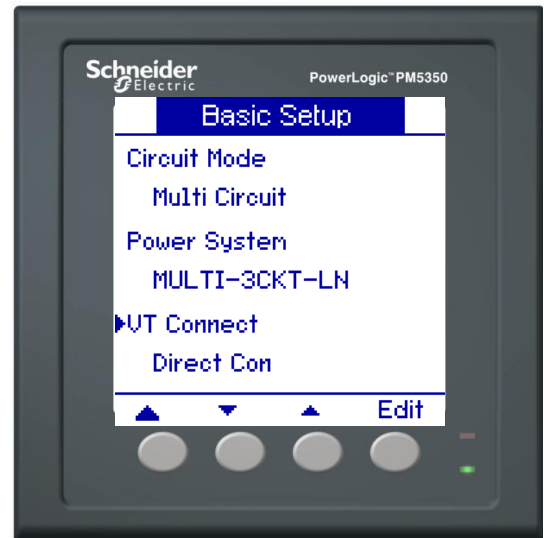 Schneider
Electric
PowerLogic™ PM5350
Basic Setup
Circuit Mode
Multi Circuit
Power System
MULTI-3CKT-LN
VT Connect
Direct Con
Edit